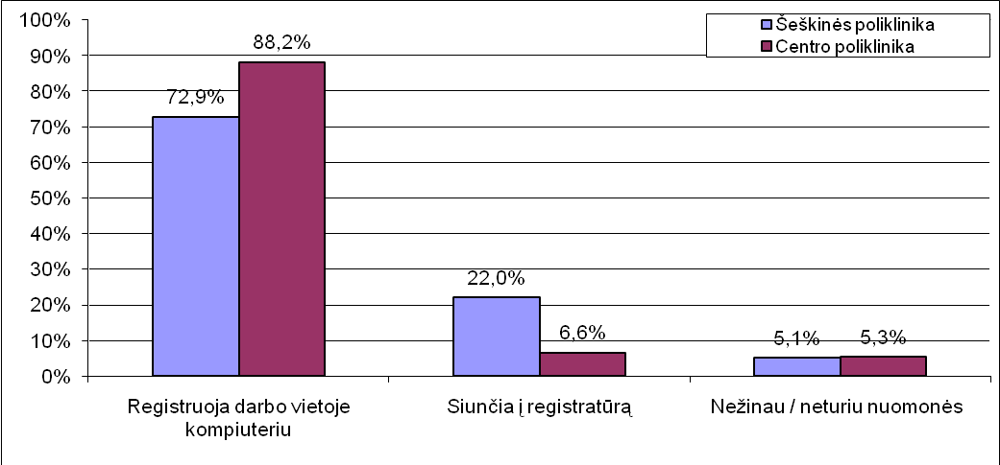 100%
90%
80%
70%
60%
50%
40%
30%
20%
10%
0%
Šeškinės poliklinika
Centro poliklinika
72,9%
88,2%
22,0%
6,6%
5,1%
5,3%
Registruoja darbo vietoje
kompiuteriu
Siunčia į registratūrą
Nežinau / neturiu nuomonės